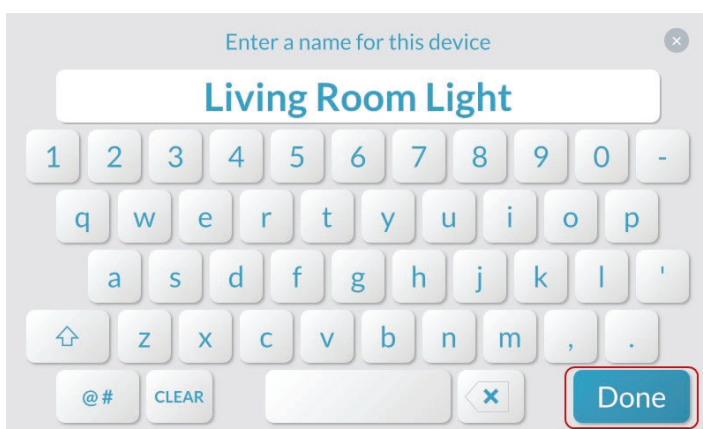 Enter a name for this device
Living Room Light
1 2 3 4 5 6 7 8 9 0 -
q w e r t y u i o p
a s d f g h j k l '
z x c v b n m , .
@# CLEAR Done